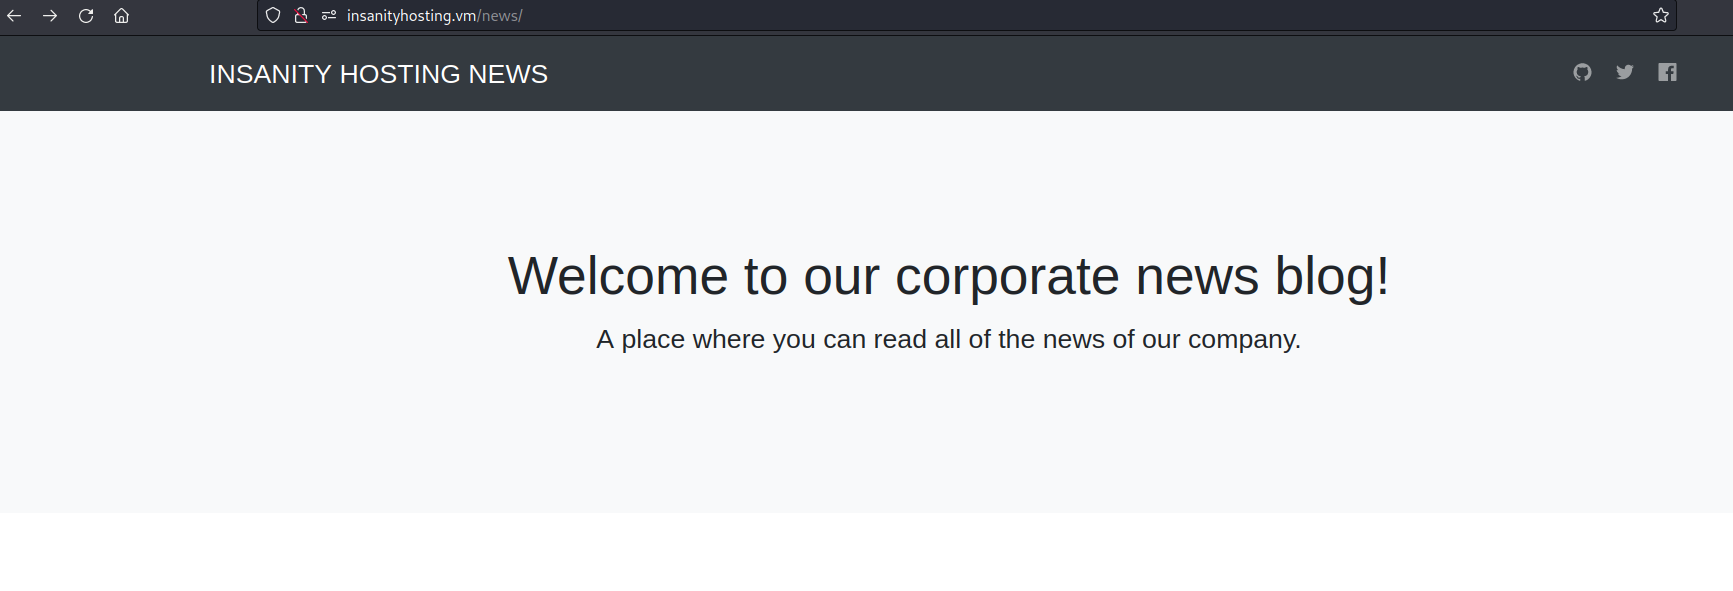 insanityhosting.vm/news/
INSANITY HOSTING NEWS
Welcome to our corporate news blog!
A place where you can read all of the news of our company.